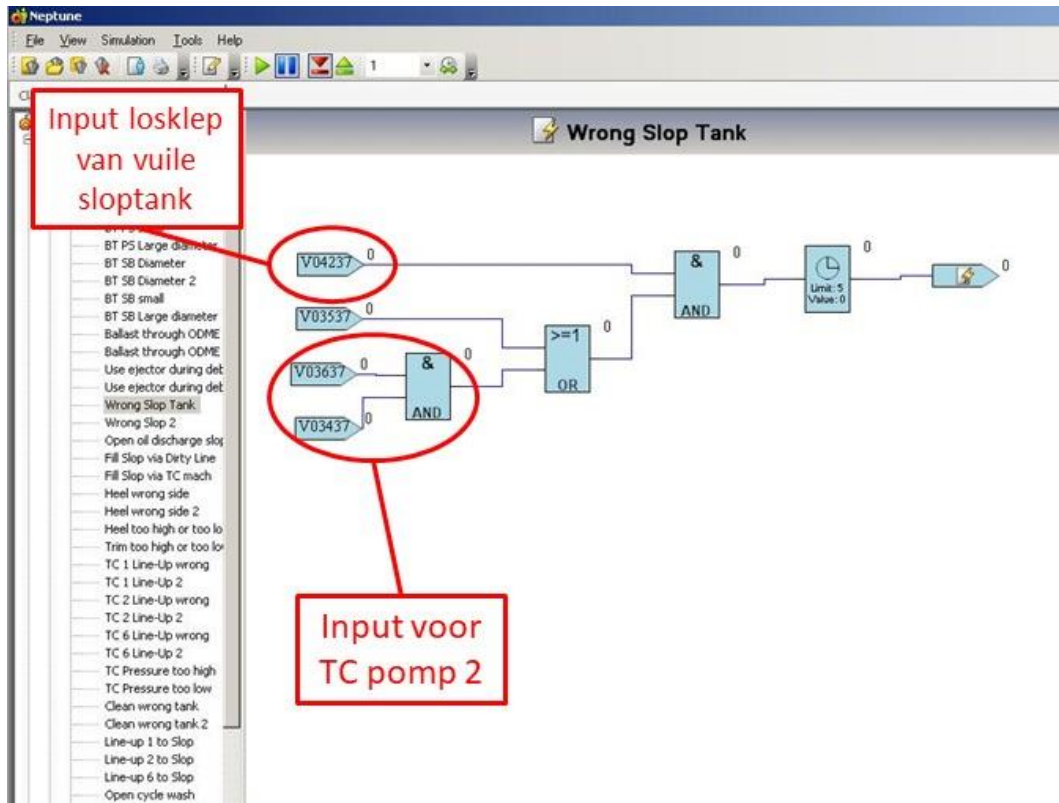 Neptune
File View Simulation Tools Help
1
Input losklep
van vuile
sloptank
Wrong Slop Tank
BT PS Large diameter
BT SB Diameter
BT SB Diameter 2
BT SB small
BT SB Large diameter
Ballast through ODME
Ballast through ODME
Use ejector during deb
Use ejector during deb
Wrong Slop Tank
Wrong Slop 2
Open oil discharge slop
Fill Slop via Dirty Line
Fill Slop via TC mach
Heel wrong side
Heel wrong side 2
Heel too high or too lo
Trim too high or too lo
TC 1 Line-Up wrong
TC 1 Line-Up 2
TC 2 Line-Up wrong
TC 2 Line-Up 2
TC 6 Line-Up wrong
TC 6 Line-Up 2
TC Pressure too high
TC Pressure too low
Clean wrong tank
Clean wrong tank 2
Line-up 1 to Slop
Line-up 2 to Slop
Line-up 6 to Slop
Open cycle wash
V04237 0
& 0
AND
Limit: 5
Value: 0
0
0
V03537 0
>=1 0
OR
V03637 0
& 0
AND
V03437 0
Input voor
TC pomp 2